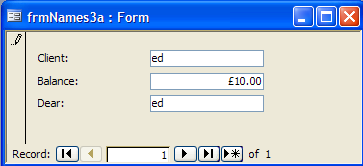 frmNames3a : Form
Client: ed
Balance: £10.00
Dear: ed
Record: 1 of 1